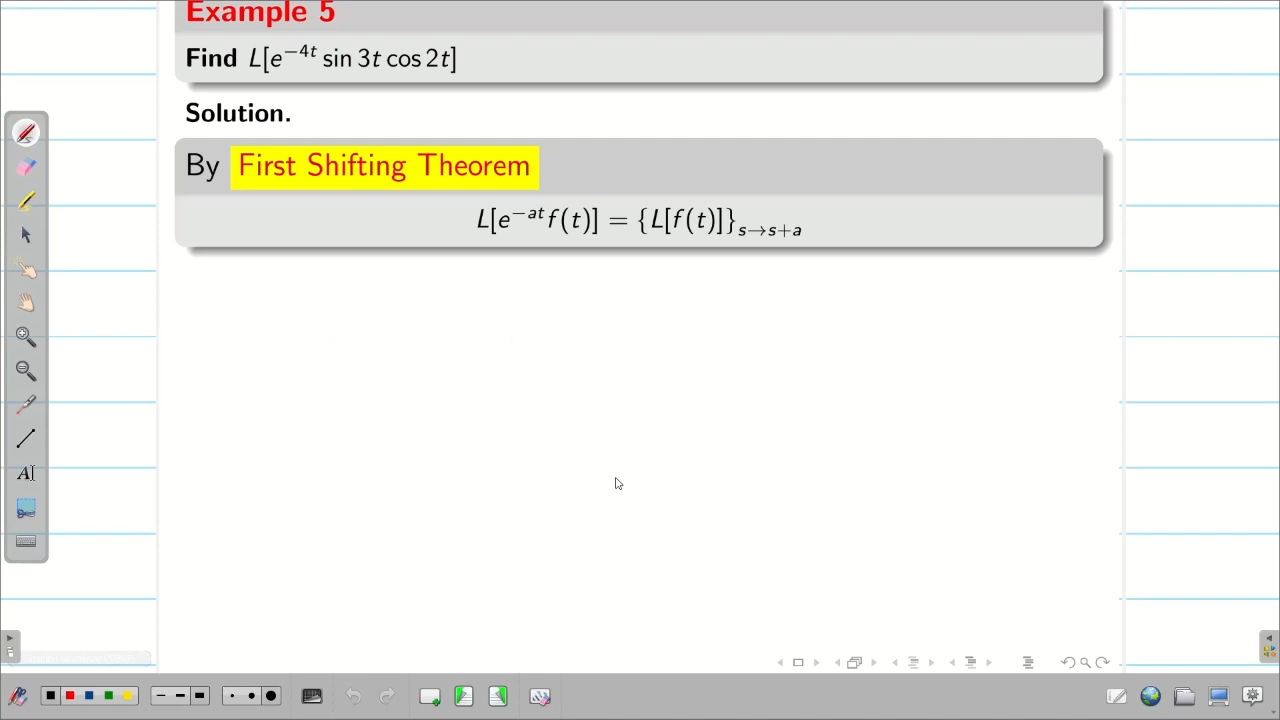 Example 5
Find L[e^{-4t} sin 3t cos 2t]
Solution.
By First Shifting Theorem
L[e^{-at} f(t)] = {L[f(t)]}_{s→s+a}